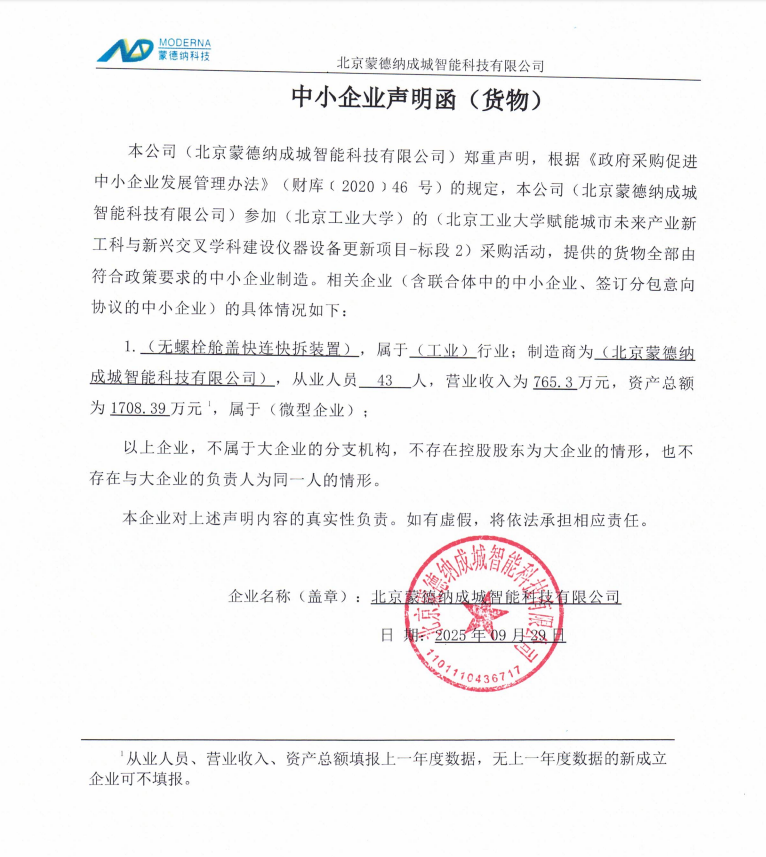 MODERNA
蒙德纳科技
北京蒙德纳成城智能科技有限公司
中小企业声明函（货物）
本公司（北京蒙德纳成城智能科技有限公司）郑重声明，根据《政府采购促进
中小企业发展管理办法》（财库﹝2020﹞46 号）的规定，本公司（北京蒙德纳成城
智能科技有限公司）参加（北京工业大学）的（北京工业大学赋能城市未来产业新
工科与新兴交叉学科建设仪器设备更新项目-标段 2）采购活动，提供的货物全部由
符合政策要求的中小企业制造。相关企业（含联合体中的中小企业、签订分包意向
协议的中小企业）的具体情况如下：
1. （无螺栓舱盖快连快拆装置），属于（工业）行业；制造商为（北京蒙德纳
成城智能科技有限公司），从业人员 43 人，营业收入为 765.3 万元，资产总额
为 1708.39 万元¹，属于（微型企业）；
以上企业，不属于大企业的分支机构，不存在控股股东为大企业的情形，也不
存在与大企业的负责人为同一人的情形。
本企业对上述声明内容的真实性负责。如有虚假，将依法承担相应责任。
企业名称（盖章）：北京蒙德纳成城智能科技有限公司
日 期：2025 年 09 月 29 日
北京蒙德纳成城智能科技有限公司
1101110436717
¹从业人员、营业收入、资产总额填报上一年度数据，无上一年度数据的新成立
企业可不填报。